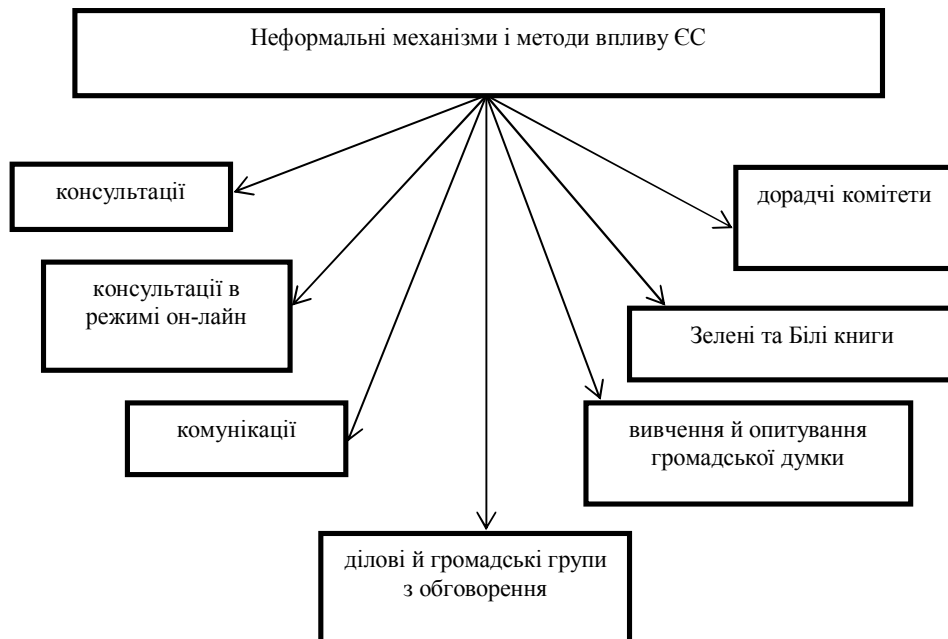 Неформальні механізми і методи впливу ЄС
консультації
дорадчі комітети
консультації в
режимі он-лайн
Зелені та Білі книги
комунікації
вивчення й опитування
громадської думки
ділові й громадські групи
з обговорення